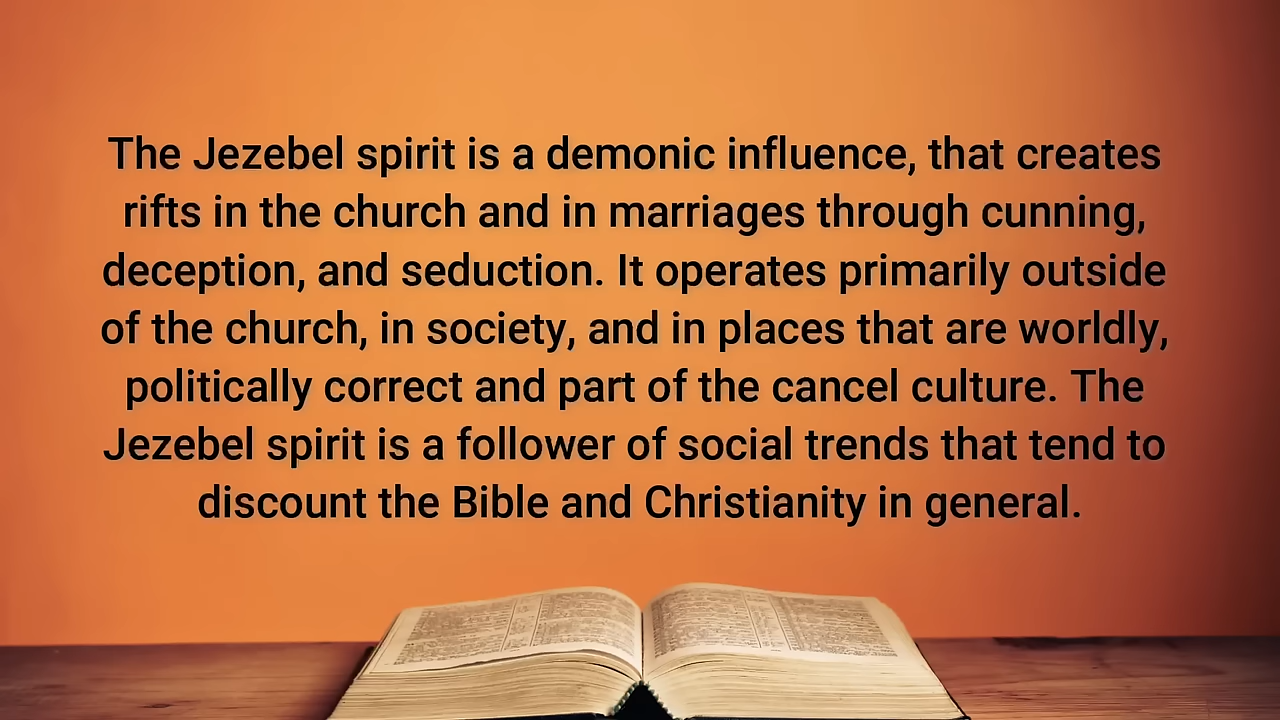 The Jezebel spirit is a demonic influence, that creates
rifts in the church and in marriages through cunning,
deception, and seduction. It operates primarily outside
of the church, in society, and in places that are worldly,
politically correct and part of the cancel culture. The
Jezebel spirit is a follower of social trends that tend to
discount the Bible and Christianity in general.